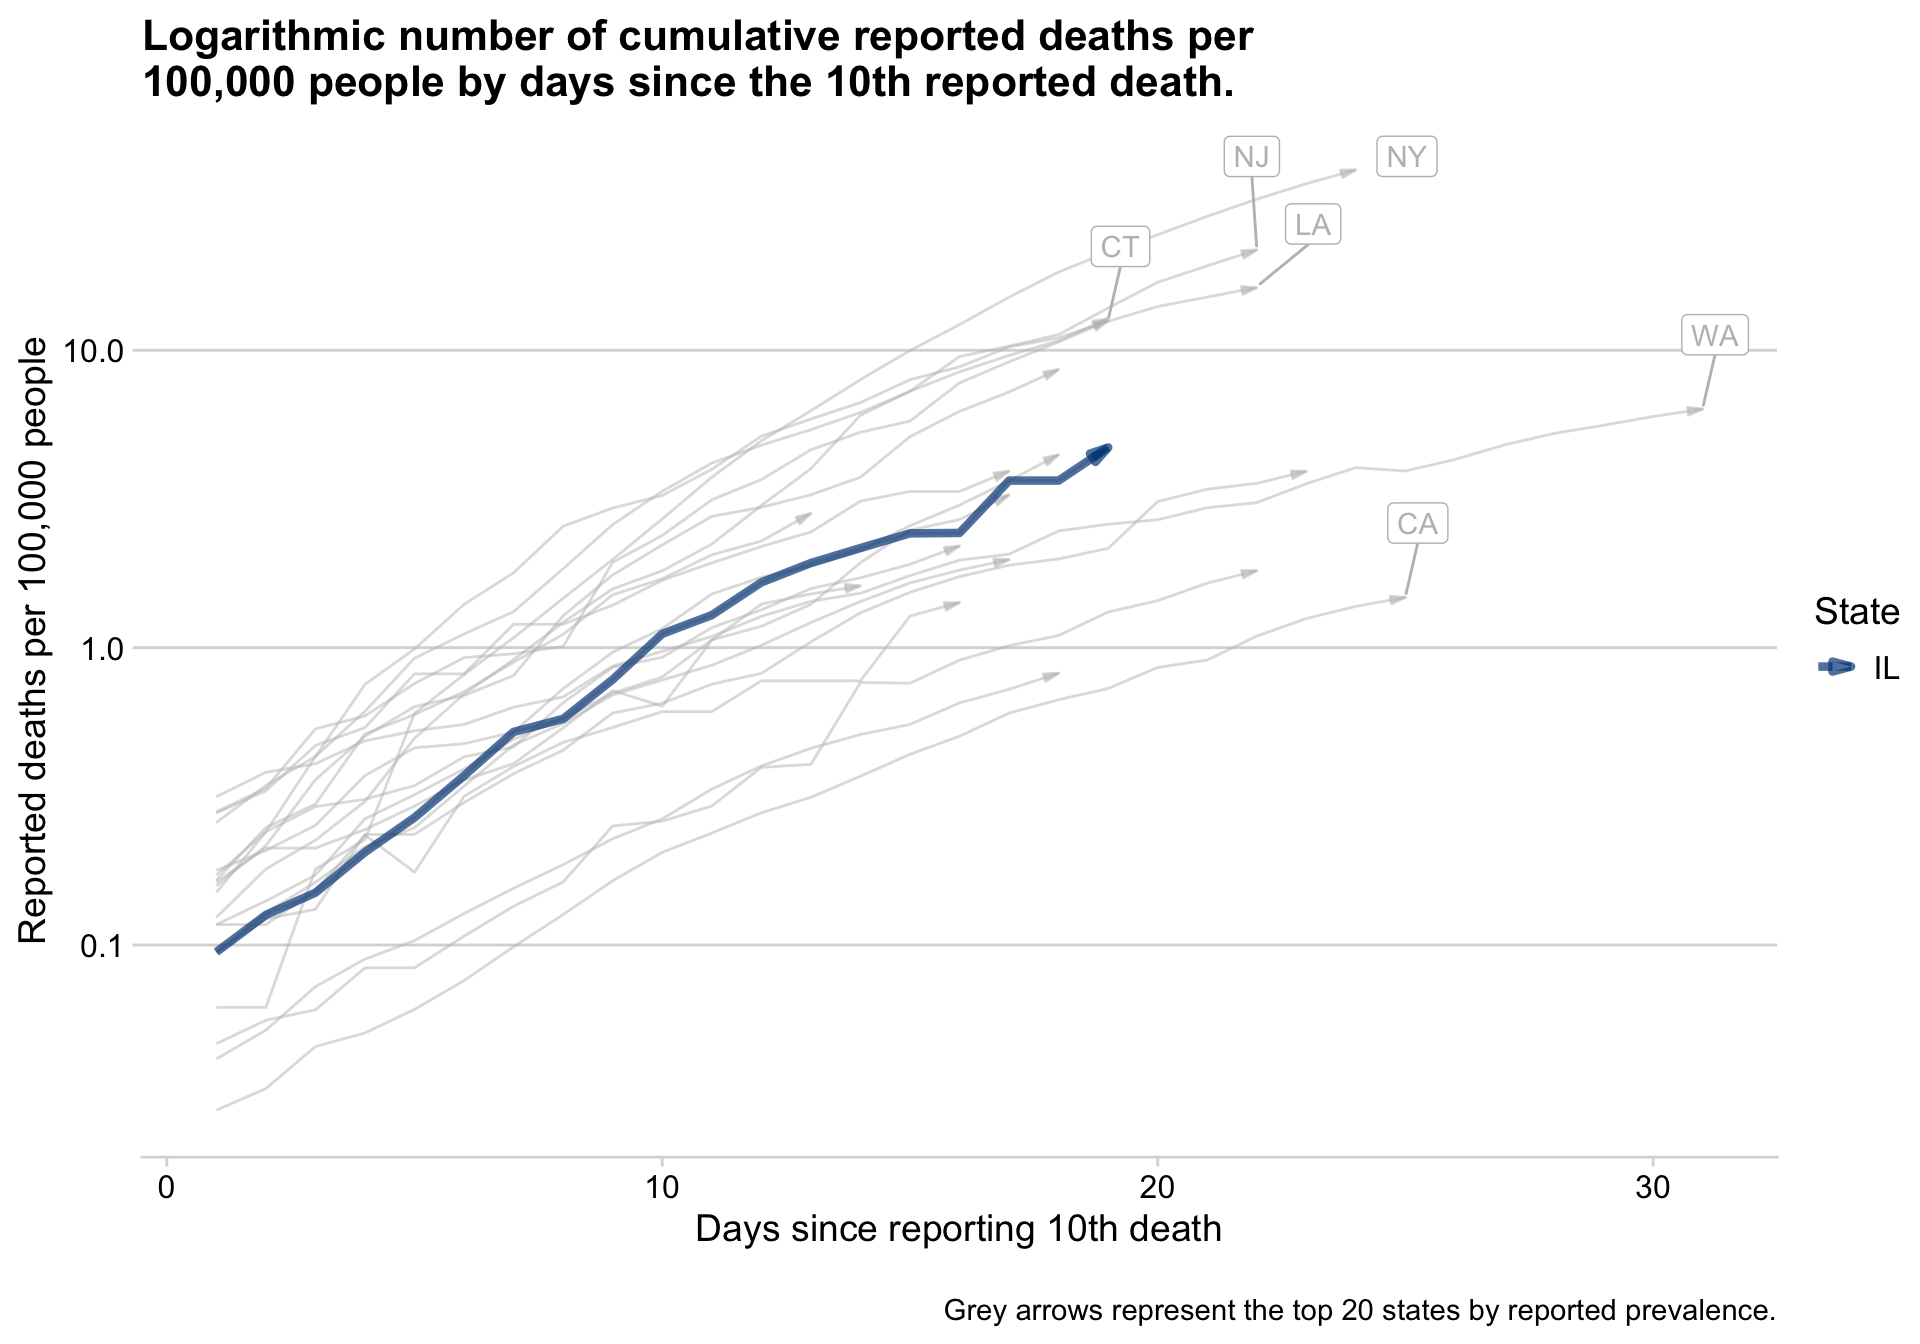 Logarithmic number of cumulative reported deaths per
100,000 people by days since the 10th reported death.
NJ
NY
LA
CT
WA
CA
10.0
1.0
0.1
Reported deaths per 100,000 people
0
10
20
30
Days since reporting 10th death
State
IL
Grey arrows represent the top 20 states by reported prevalence.